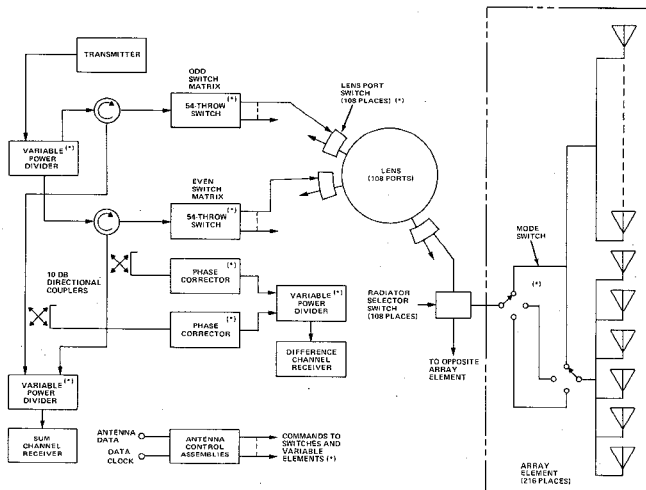 TRANSMITTER
ODD
SWITCH
MATRIX
(*)
54-THROW
SWITCH
LENS PORT
SWITCH
(108 PLACES) (*)
VARIABLE (*)
POWER
DIVIDER
LENS
(108 PORTS)
EVEN
SWITCH MATRIX
(*)
54-THROW
SWITCH
10 DB
DIRECTIONAL
COUPLERS
(*)
PHASE
CORRECTOR
(*)
PHASE
CORRECTOR
VARIABLE (*)
POWER
DIVIDER
DIFFERENCE
CHANNEL
RECEIVER
RADIATOR
SELECTOR
SWITCH
(108 PLACES)
TO OPPOSITE
ARRAY
ELEMENT
MODE
SWITCH
(*)
VARIABLE (*)
POWER
DIVIDER
SUM
CHANNEL
RECEIVER
ANTENNA
DATA
DATA
CLOCK
ANTENNA
CONTROL
ASSEMBLIES
COMMANDS TO
SWITCHES AND
VARIABLE
ELEMENTS (*)
ARRAY
ELEMENT
(216 PLACES)